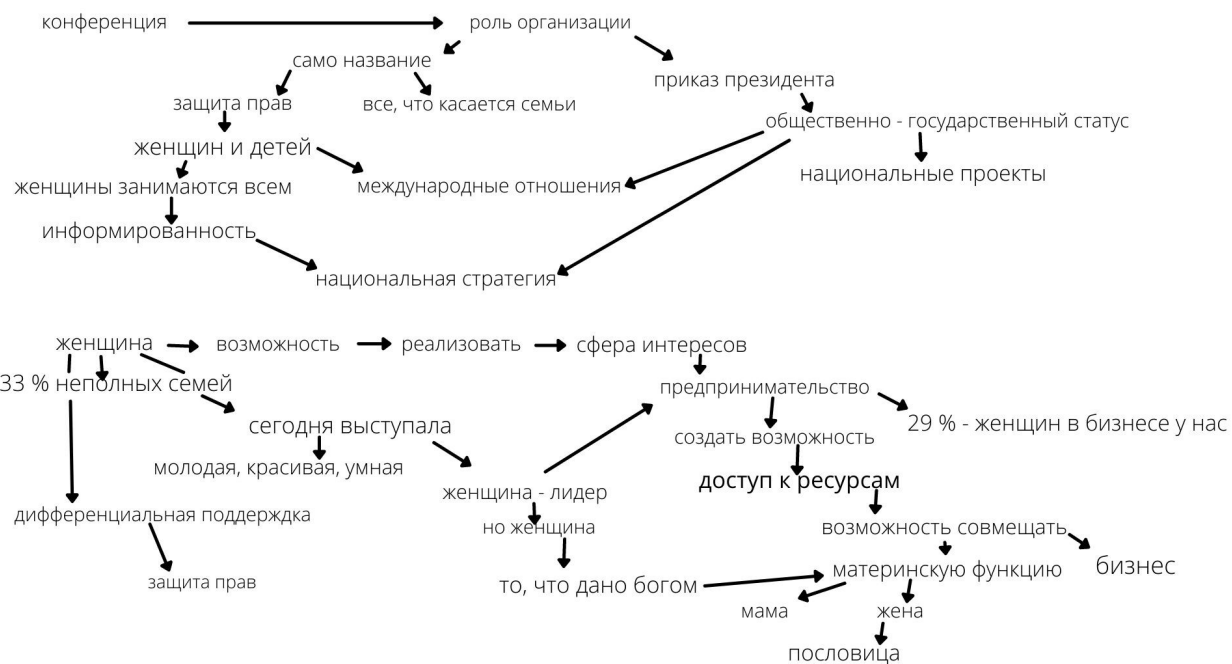 конференция
роль организации
само название
приказ президента
защита прав
все, что касается семьи
общественно - государственный статус
женщин и детей
национальные проекты
женщины занимаются всем
международные отношения
информированность
национальная стратегия
женщина
возможность
реализовать
сфера интересов
33 % неполных семей
предпринимательство
29 % - женщин в бизнесе у нас
сегодня выступала
создать возможность
молодая, красивая, умная
доступ к ресурсам
женщина - лидер
дифференциальная поддерждка
но женщина
возможность совмещать
защита прав
то, что дано богом
материнскую функцию
бизнес
мама
жена
пословица